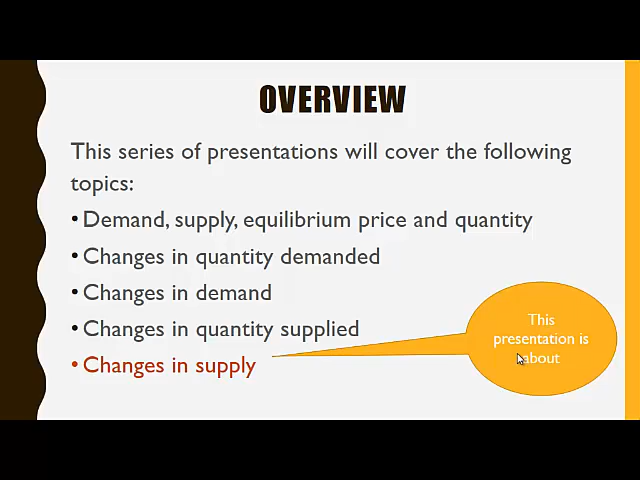 OVERVIEW
This series of presentations will cover the following
topics:
• Demand, supply, equilibrium price and quantity
• Changes in quantity demanded
• Changes in demand
• Changes in quantity supplied
• Changes in supply
This
presentation is
about